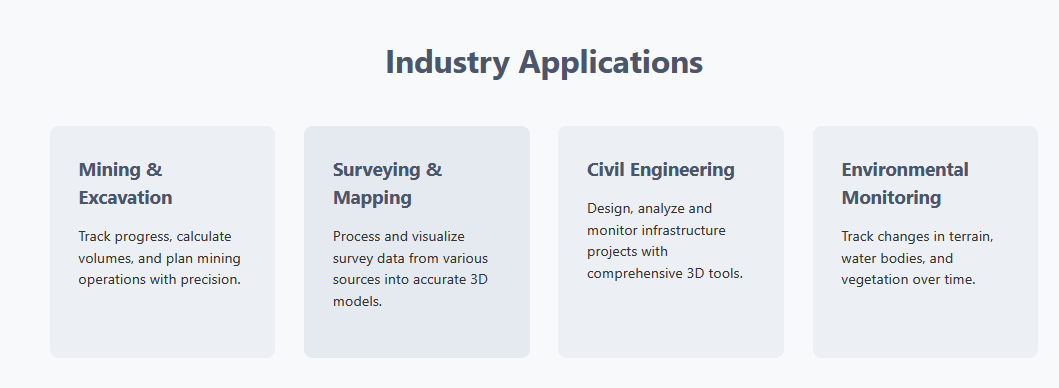 Industry Applications
Mining &
Excavation
Track progress, calculate
volumes, and plan mining
operations with precision.
Surveying &
Mapping
Process and visualize
survey data from various
sources into accurate 3D
models.
Civil Engineering
Design, analyze and
monitor infrastructure
projects with
comprehensive 3D tools.
Environmental
Monitoring
Track changes in terrain,
water bodies, and
vegetation over time.